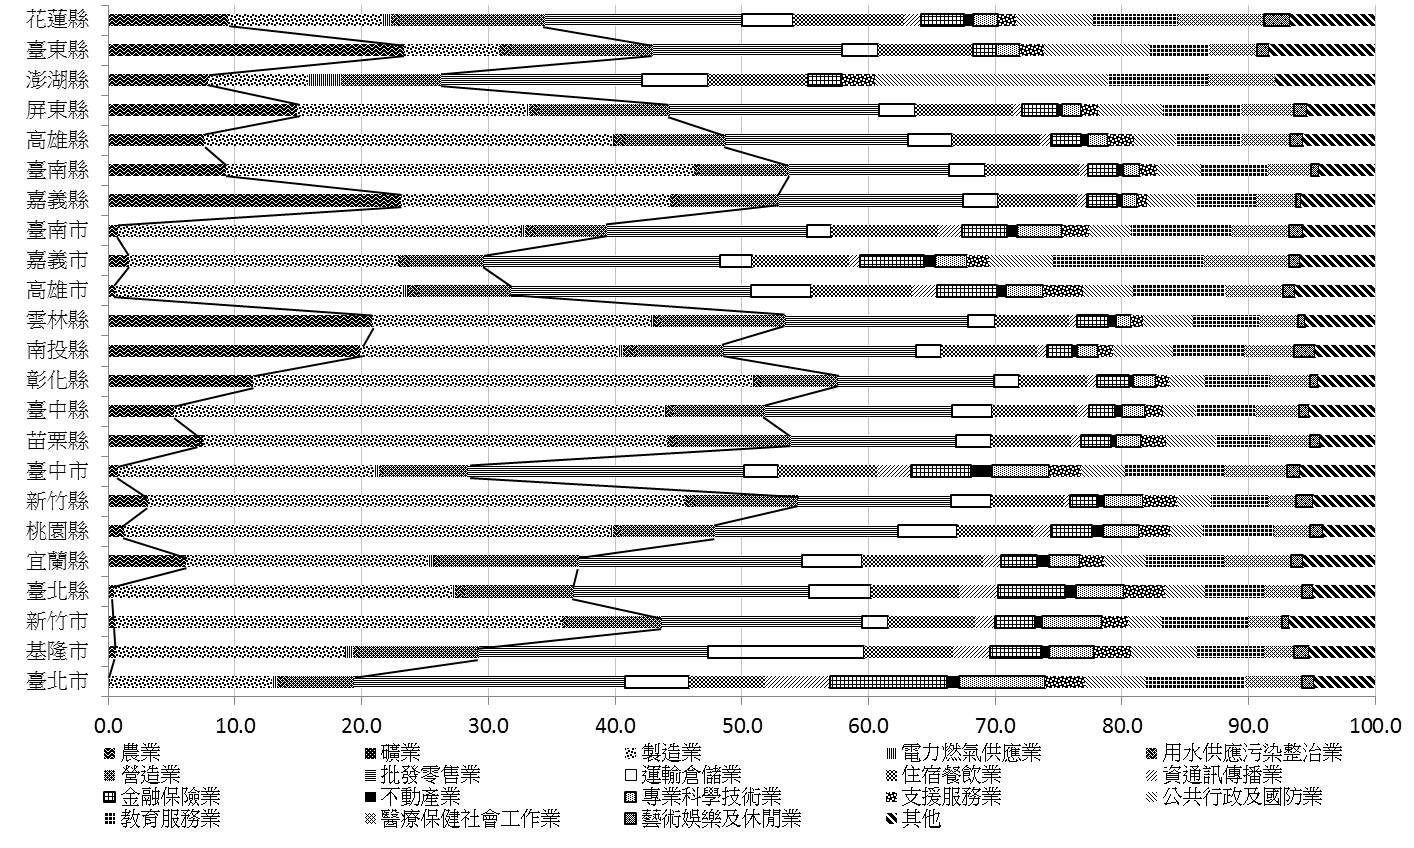 花蓮縣
臺東縣
澎湖縣
屏東縣
高雄縣
臺南縣
嘉義縣
臺南市
嘉義市
高雄市
雲林縣
南投縣
彰化縣
臺中縣
苗栗縣
臺中市
新竹縣
桃園縣
宜蘭縣
臺北縣
新竹市
基隆市
臺北市
0.0 10.0 20.0 30.0 40.0 50.0 60.0 70.0 80.0 90.0 100.0
農業 礦業 製造業 電力燃氣供應業 用水供應污染整治業
營造業 批發零售業 運輸倉儲業 住宿餐飲業 資通訊傳播業
金融保險業 不動產業 專業科學技術業 支援服務業 公共行政及國防業
教育服務業 醫療保健社會工作業 藝術娛樂及休閒業 其他